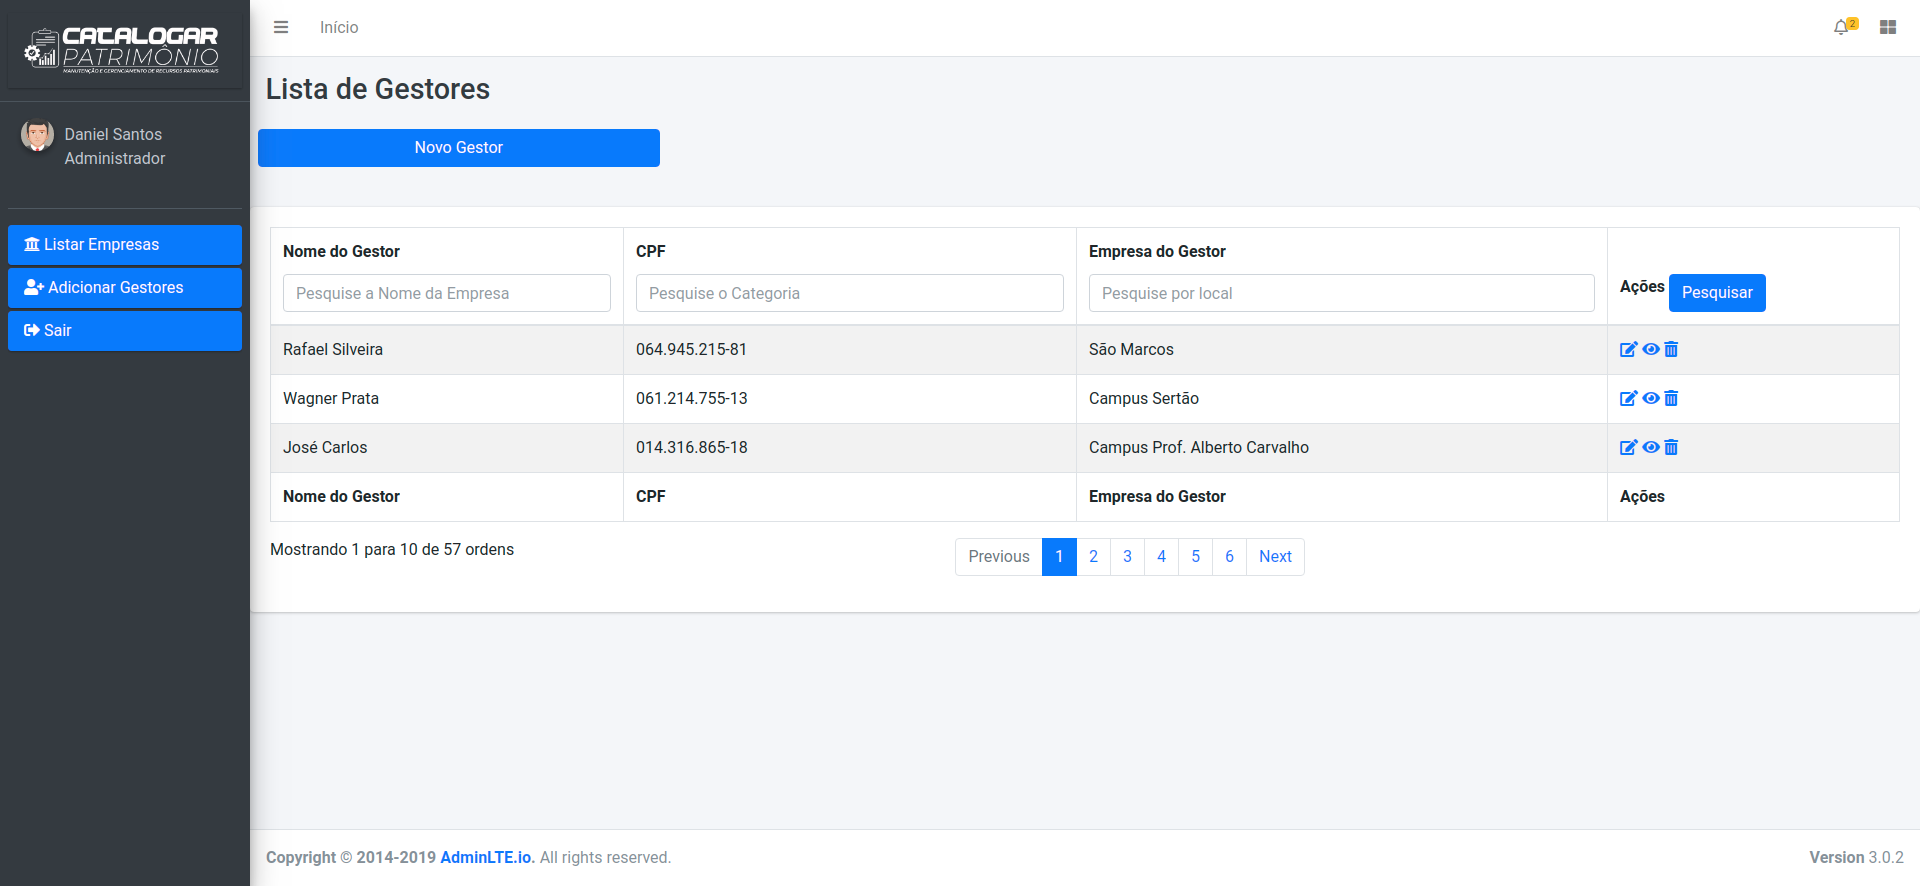 CATALOGAR
PATRIMÔNIO
MANUTENÇÃO E GERENCIAMENTO DE RECURSOS PATRIMONIAIS
Início
2
Daniel Santos
Administrador
Listar Empresas
Adicionar Gestores
Sair
Lista de Gestores
Novo Gestor
Nome do Gestor CPF Empresa do Gestor
Pesquise a Nome da Empresa Pesquise o Categoria Pesquise por local Ações Pesquisar
Rafael Silveira 064.945.215-81 São Marcos
Wagner Prata 061.214.755-13 Campus Sertão
José Carlos 014.316.865-18 Campus Prof. Alberto Carvalho
Nome do Gestor CPF Empresa do Gestor Ações
Mostrando 1 para 10 de 57 ordens
Previous 1 2 3 4 5 6 Next
Copyright © 2014-2019 AdminLTE.io. All rights reserved.
Version 3.0.2